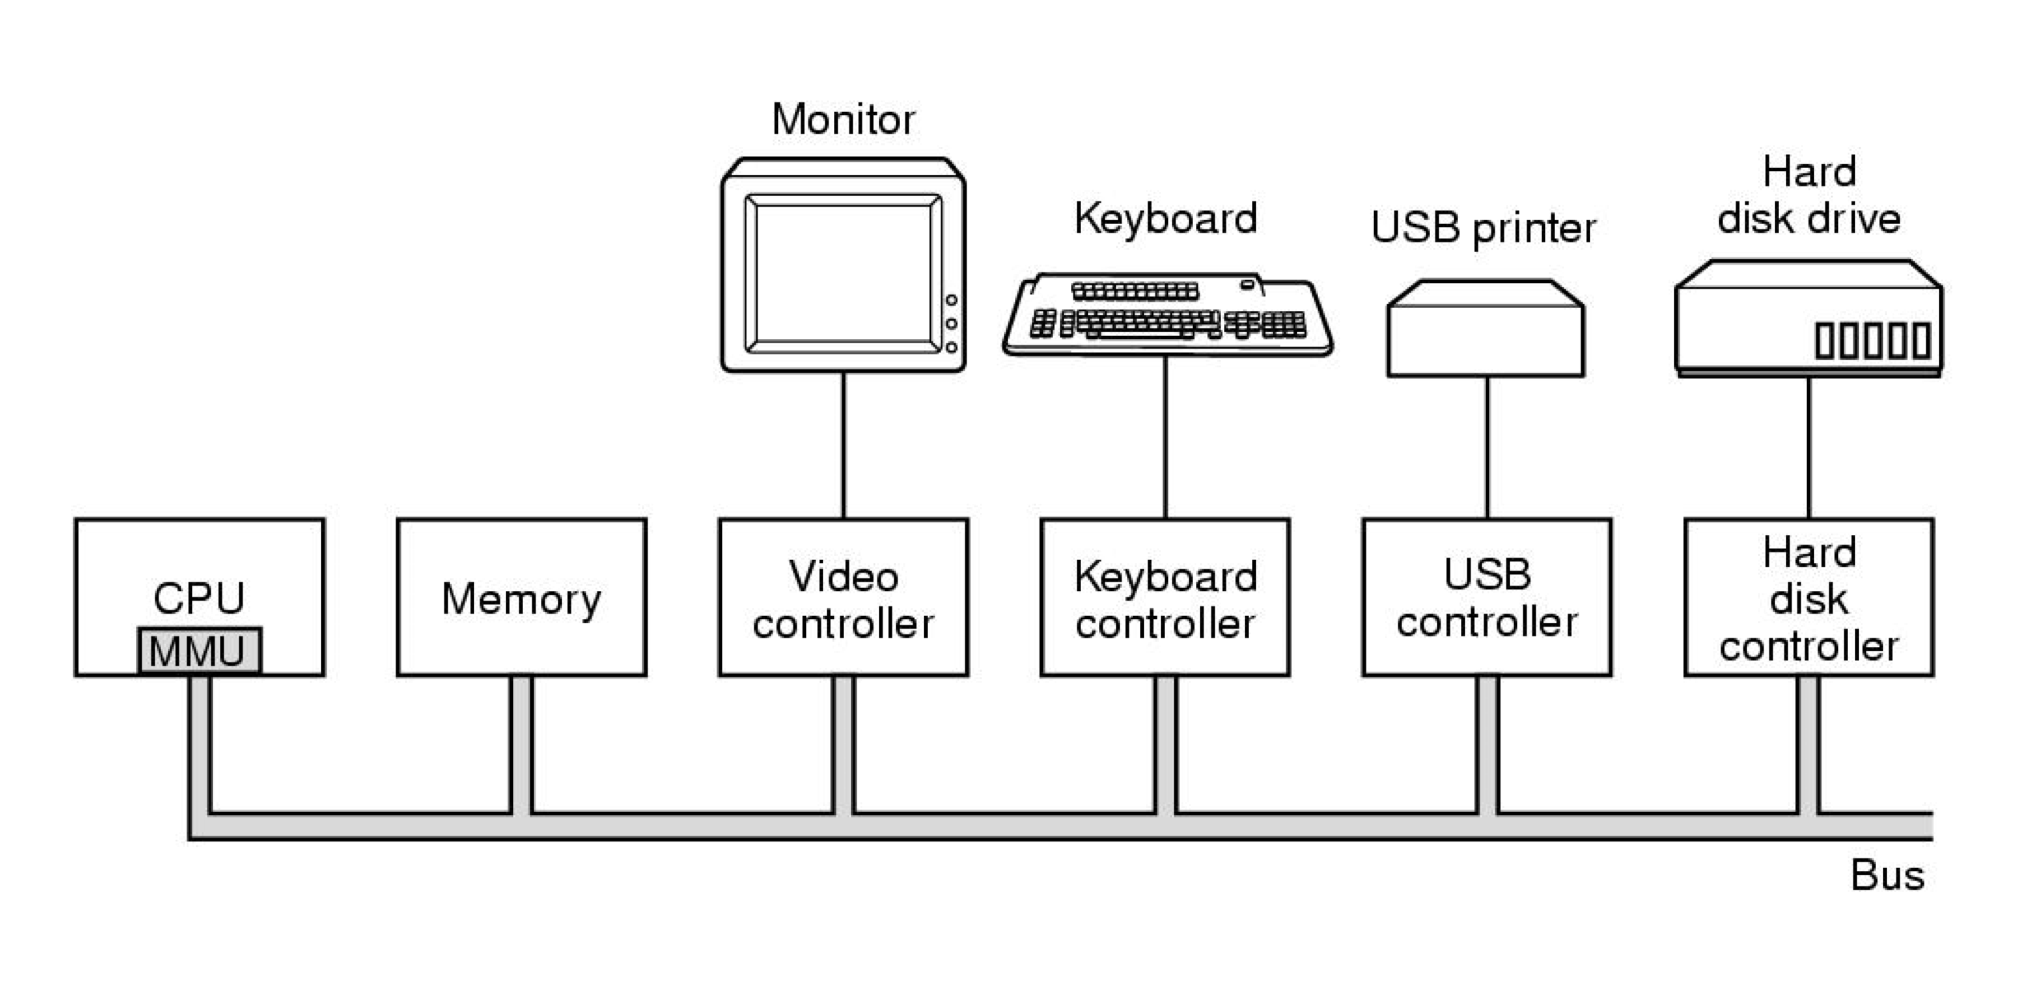 Monitor
Keyboard
USB printer
Hard
disk drive
CPU
MMU
Memory
Video
controller
Keyboard
controller
USB
controller
Hard
disk
controller
Bus